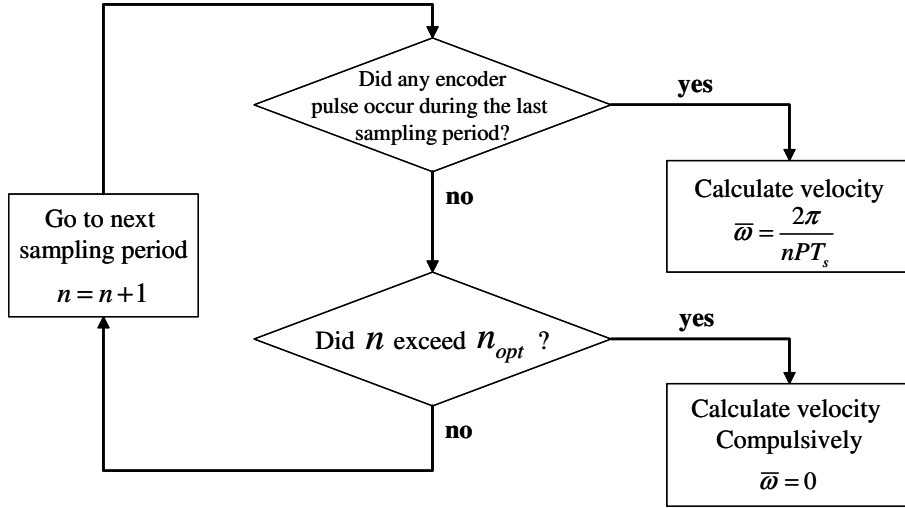 Did any encoder
pulse occur during the last
sampling period?
yes
Calculate velocity
ω̅ = 2π / nPTₛ
no
Go to next
sampling period
n = n+1
Did n exceed n_opt ?
yes
Calculate velocity
Compulsively
ω̅ = 0
no